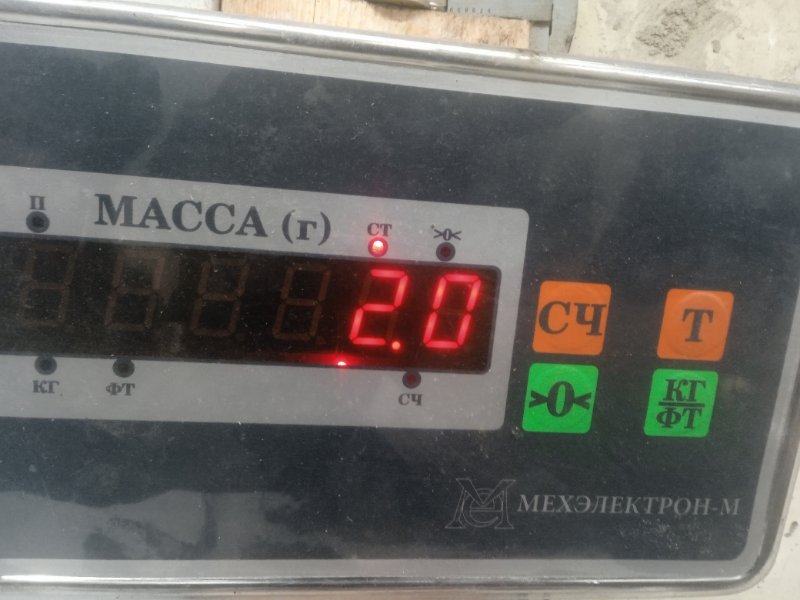 П
МАССА (г)
СТ
>0<
2.0
КГ
ФТ
СЧ
СЧ
Т
>0<
КГ
ФТ
МЕХЭЛЕКТРОН-М